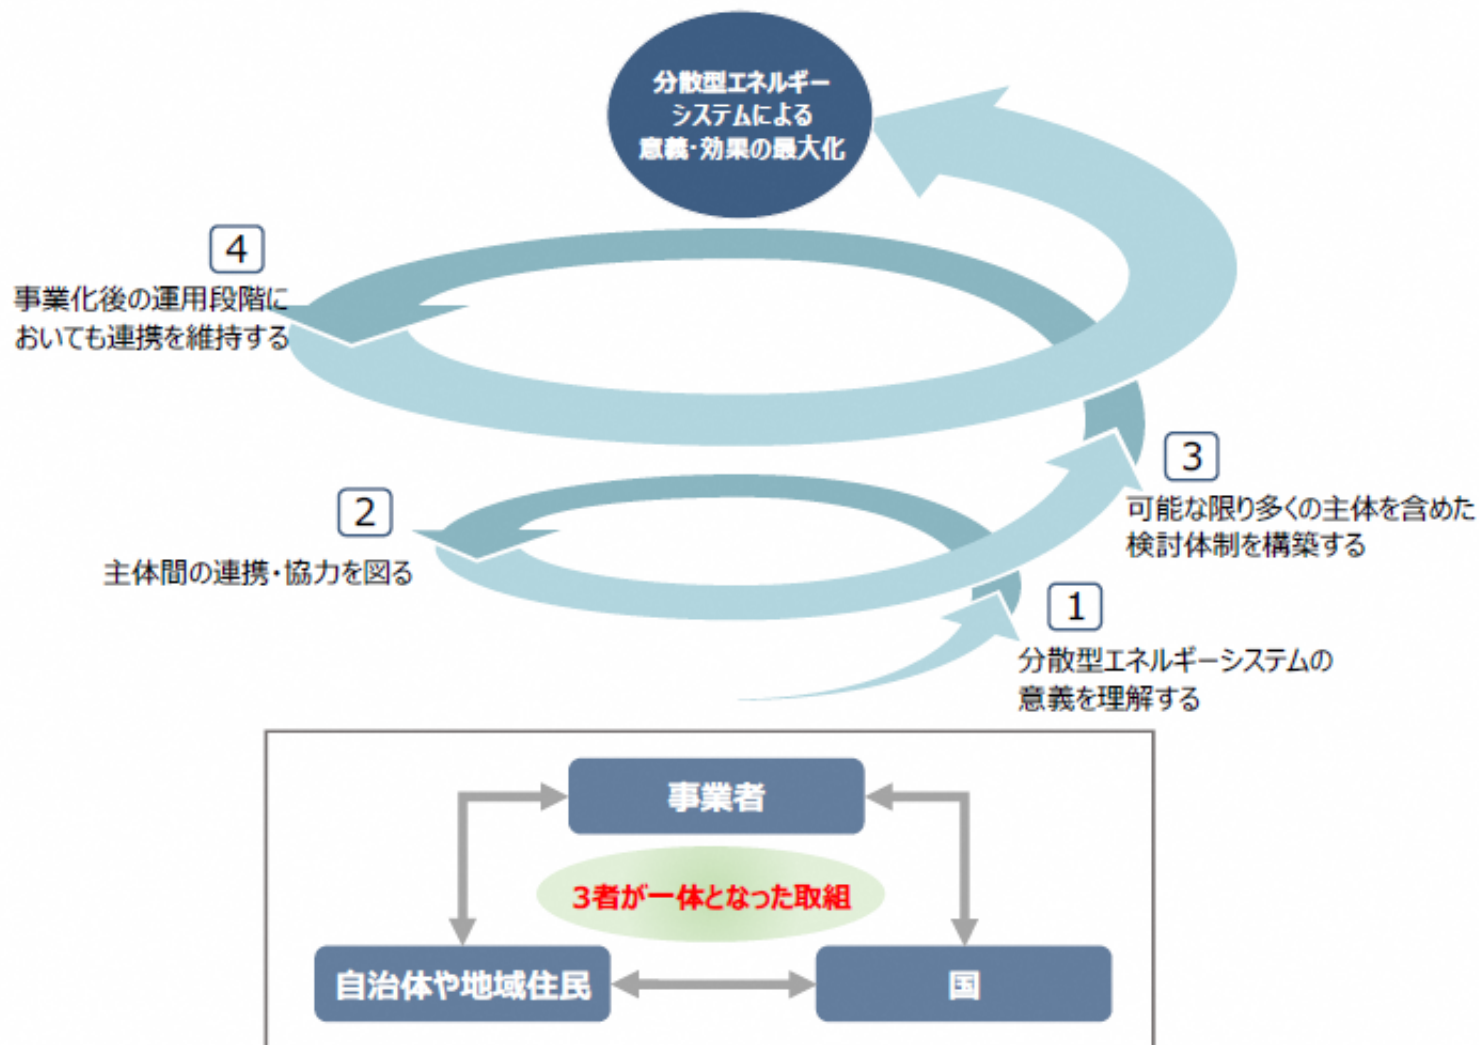 分散型エネルギー
システムによる
意義・効果の最大化
4
事業化後の運用段階に
おいても連携を維持する
3
可能な限り多くの主体を含めた
検討体制を構築する
2
主体間の連携・協力を図る
1
分散型エネルギーシステムの
意義を理解する
事業者
3者が一体となった取組
自治体や地域住民
国